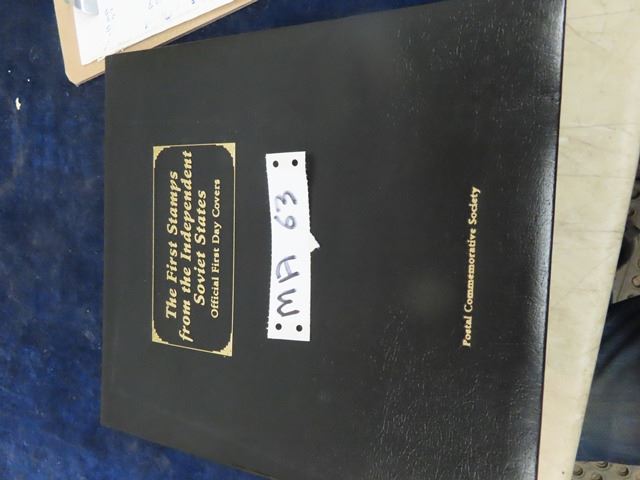 The First Stamps
from the Independent
Soviet States
Official First Day Covers
MA 63
Postal Commemorative Society